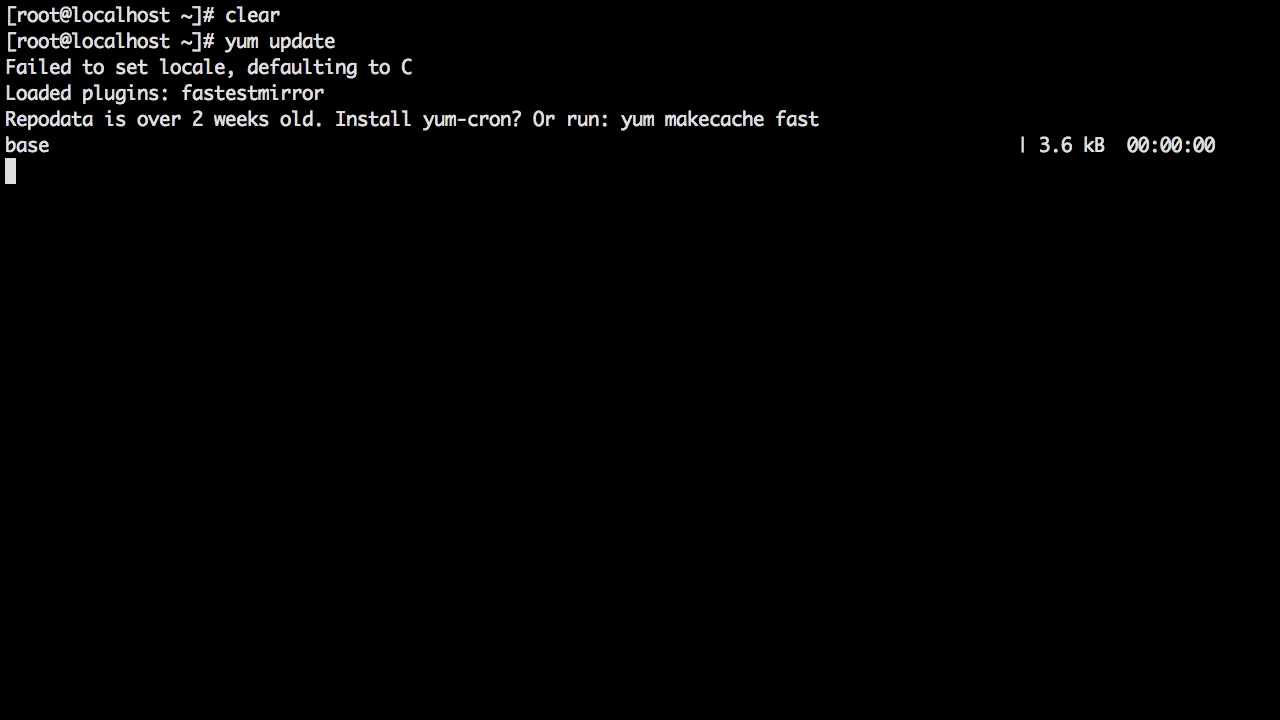 [root@localhost ~]# clear
[root@localhost ~]# yum update
Failed to set locale, defaulting to C
Loaded plugins: fastestmirror
Repodata is over 2 weeks old. Install yum-cron? Or run: yum makecache fast
base | 3.6 kB 00:00:00